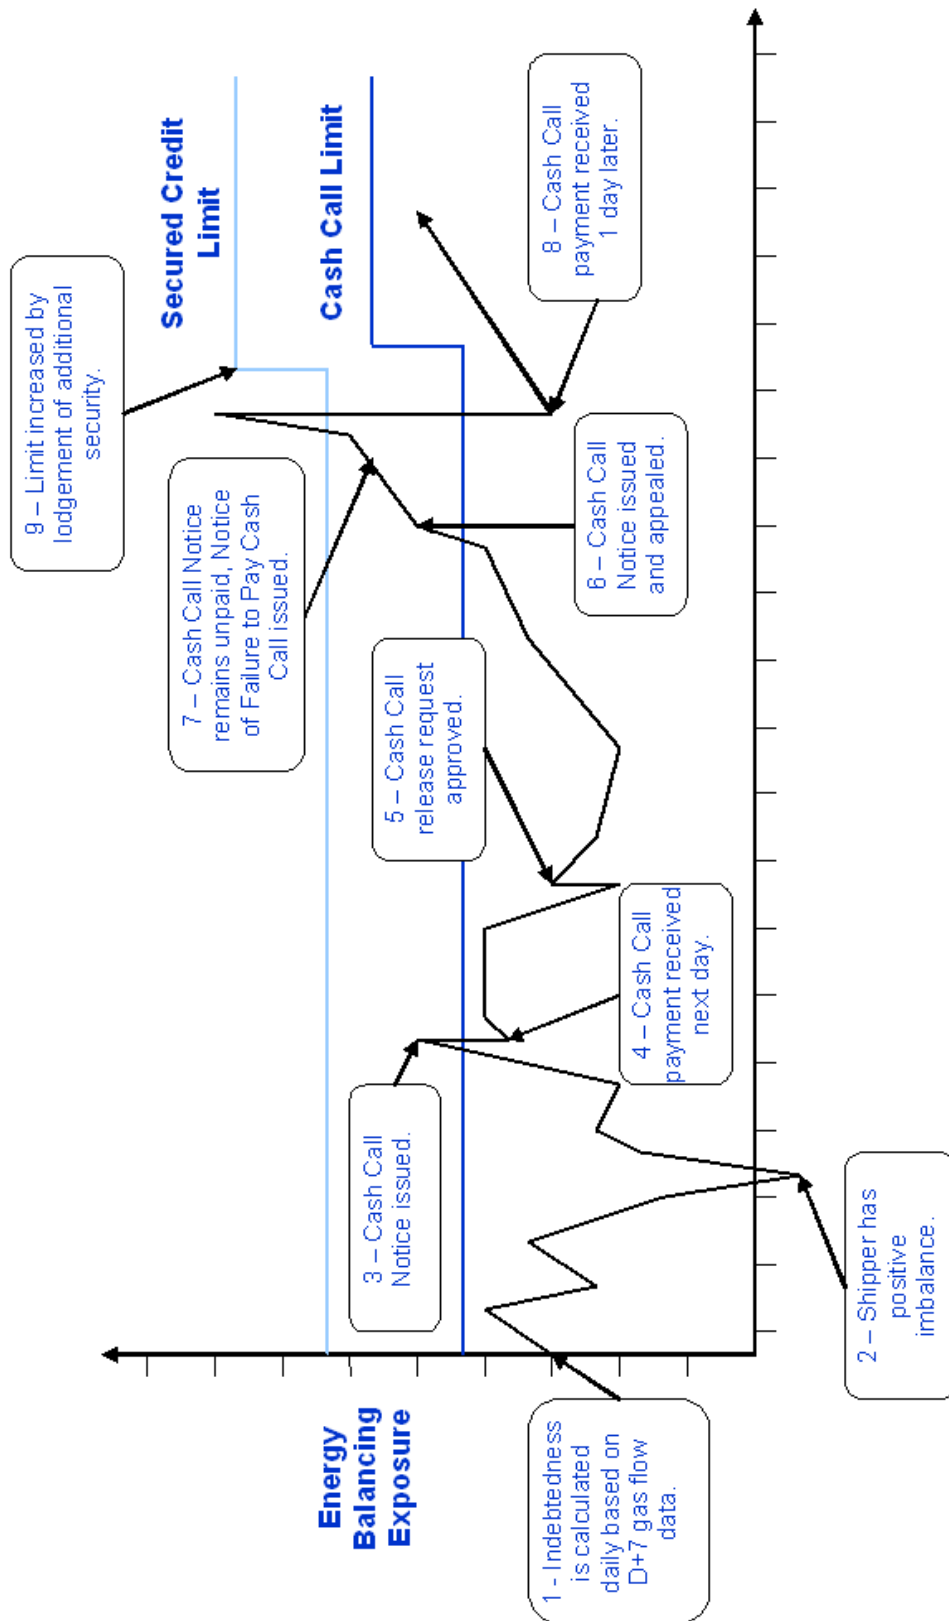 Energy
Balancing
Exposure
1 - Indebtedness
is calculated
daily based on
D+7 gas flow
data.
2 – Shipper has
positive
imbalance.
3 – Cash Call
Notice issued.
4 – Cash Call
payment received
next day.
5 – Cash Call
release request
approved.
6 – Cash Call
Notice issued
and appealed.
7 – Cash Call Notice
remains unpaid, Notice
of Failure to Pay Cash
Call issued.
8 – Cash Call
payment received
1 day later.
9 – Limit increased by
lodgement of additional
security.
Secured Credit
Limit
Cash Call Limit